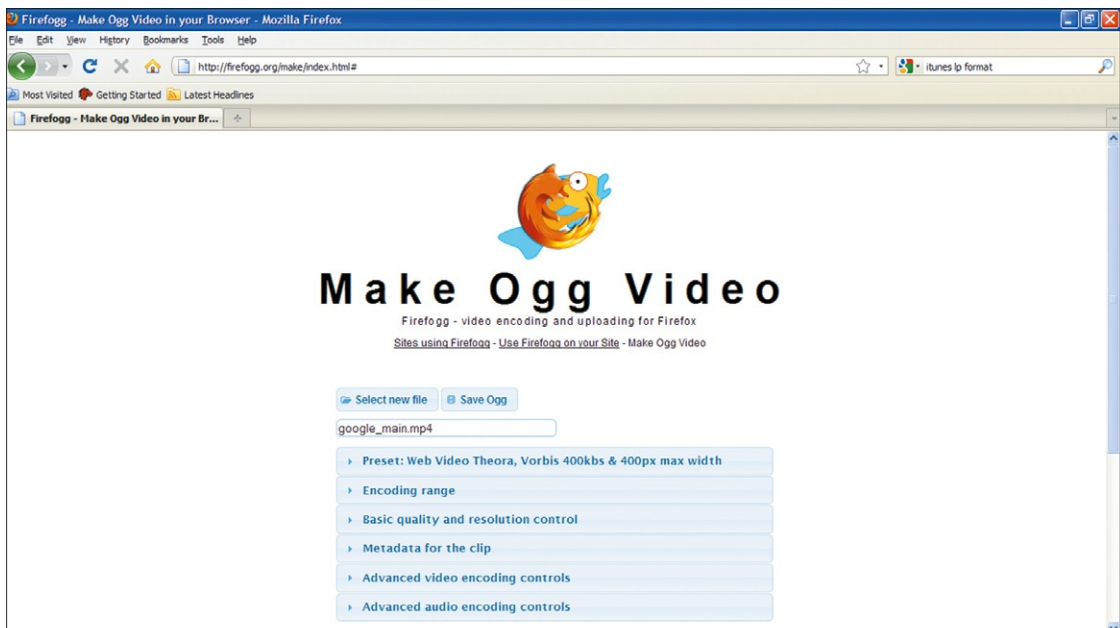 Firefogg - Make Ogg Video in your Browser - Mozilla Firefox
File Edit View History Bookmarks Tools Help
http://firefogg.org/make/index.html#
itunes lp format
Most Visited Getting Started Latest Headlines
Firefogg - Make Ogg Video in your Br...
Make Ogg Video
Firefogg - video encoding and uploading for Firefox
Sites using Firefogg - Use Firefogg on your Site - Make Ogg Video
Select new file Save Ogg
google_main.mp4
Preset: Web Video Theora, Vorbis 400kbs & 400px max width
Encoding range
Basic quality and resolution control
Metadata for the clip
Advanced video encoding controls
Advanced audio encoding controls